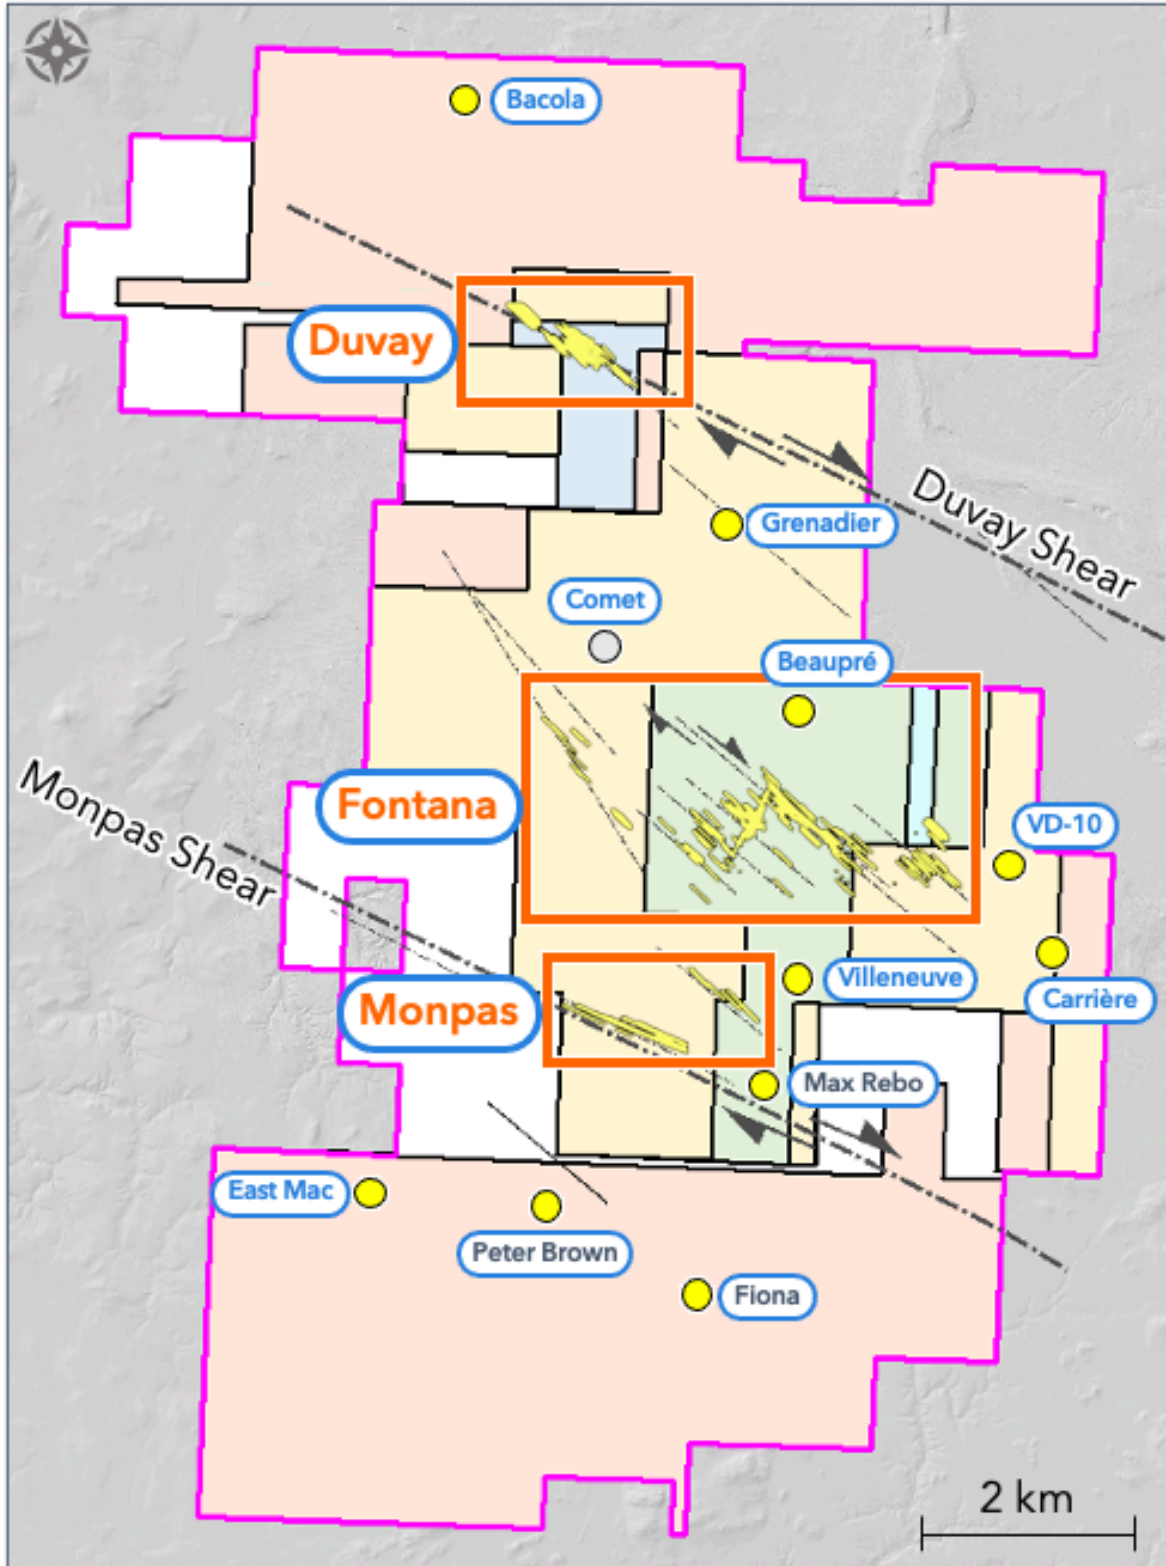 Bacola
Duvay
Grenadier
Duvay Shear
Comet
Beaupré
Monpas Shear
Fontana
VD-10
Villeneuve
Carrière
Monpas
Max Rebo
East Mac
Peter Brown
Fiona
2 km